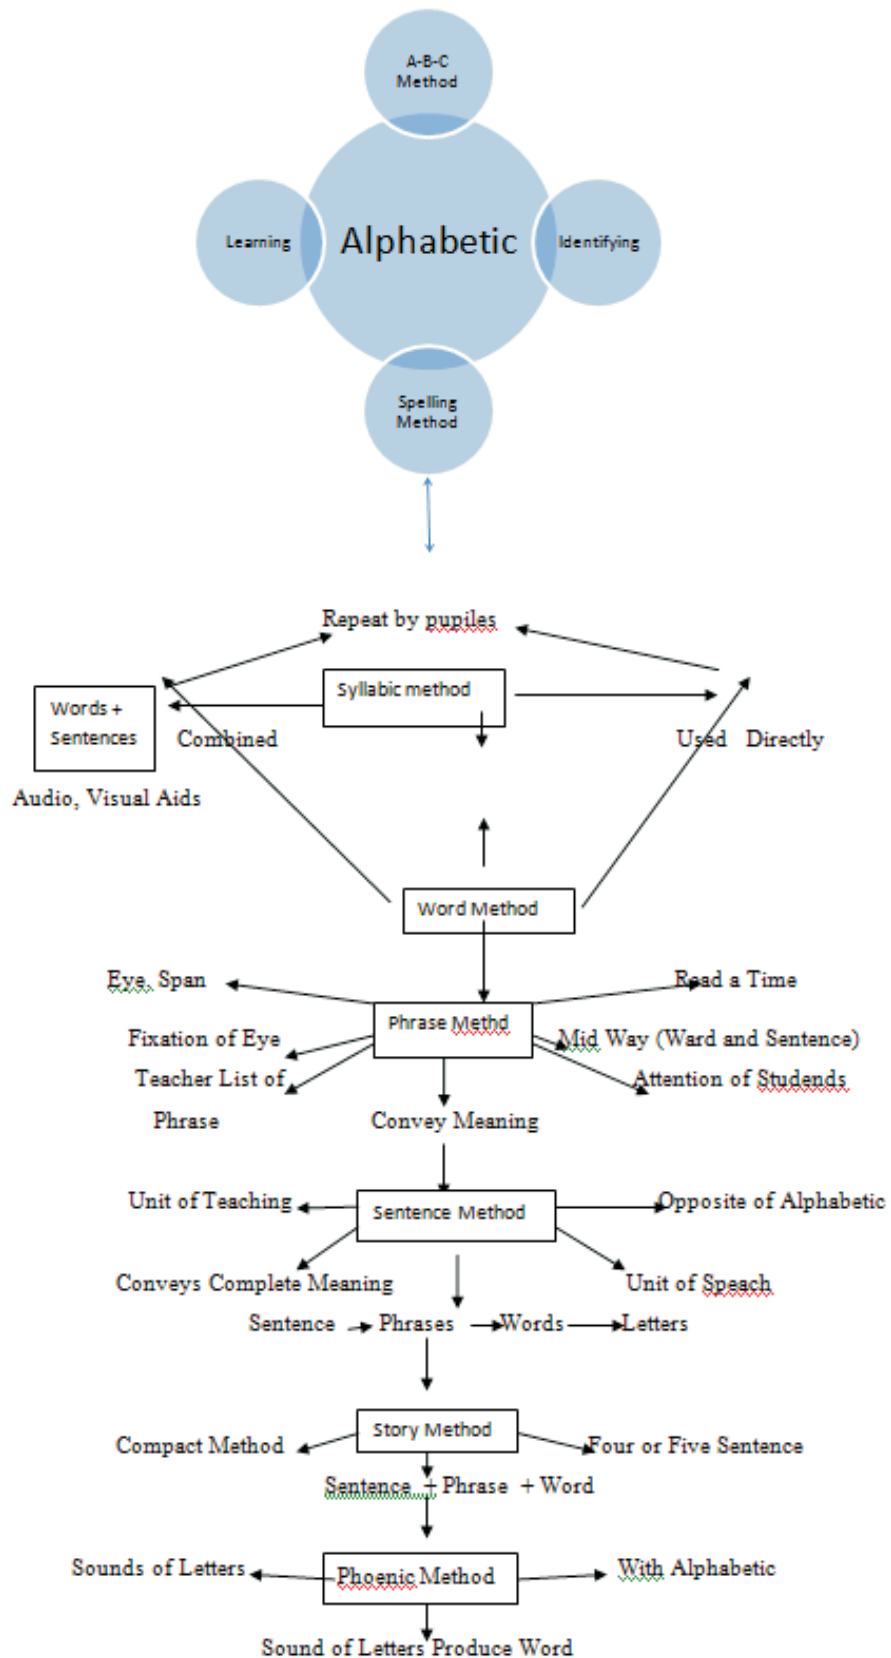 A-B-C
Method
Learning
Alphabetic
Identifying
Spelling
Method
Repeat by pupiles
Syllabic method
Words +
Sentences
Combined
Used Directly
Audio, Visual Aids
Word Method
Eye, Span
Read a Time
Phrase Methd
Fixation of Eye
Mid Way (Ward and Sentence)
Teacher List of
Attention of Studends
Phrase
Convey Meaning
Unit of Teaching
Sentence Method
Opposite of Alphabetic
Conveys Complete Meaning
Unit of Speach
Sentence Phrases Words Letters
Story Method
Compact Method
Four or Five Sentence
Sentence + Phrase + Word
Sounds of Letters
Phoenic Method
With Alphabetic
Sound of Letters Produce Word